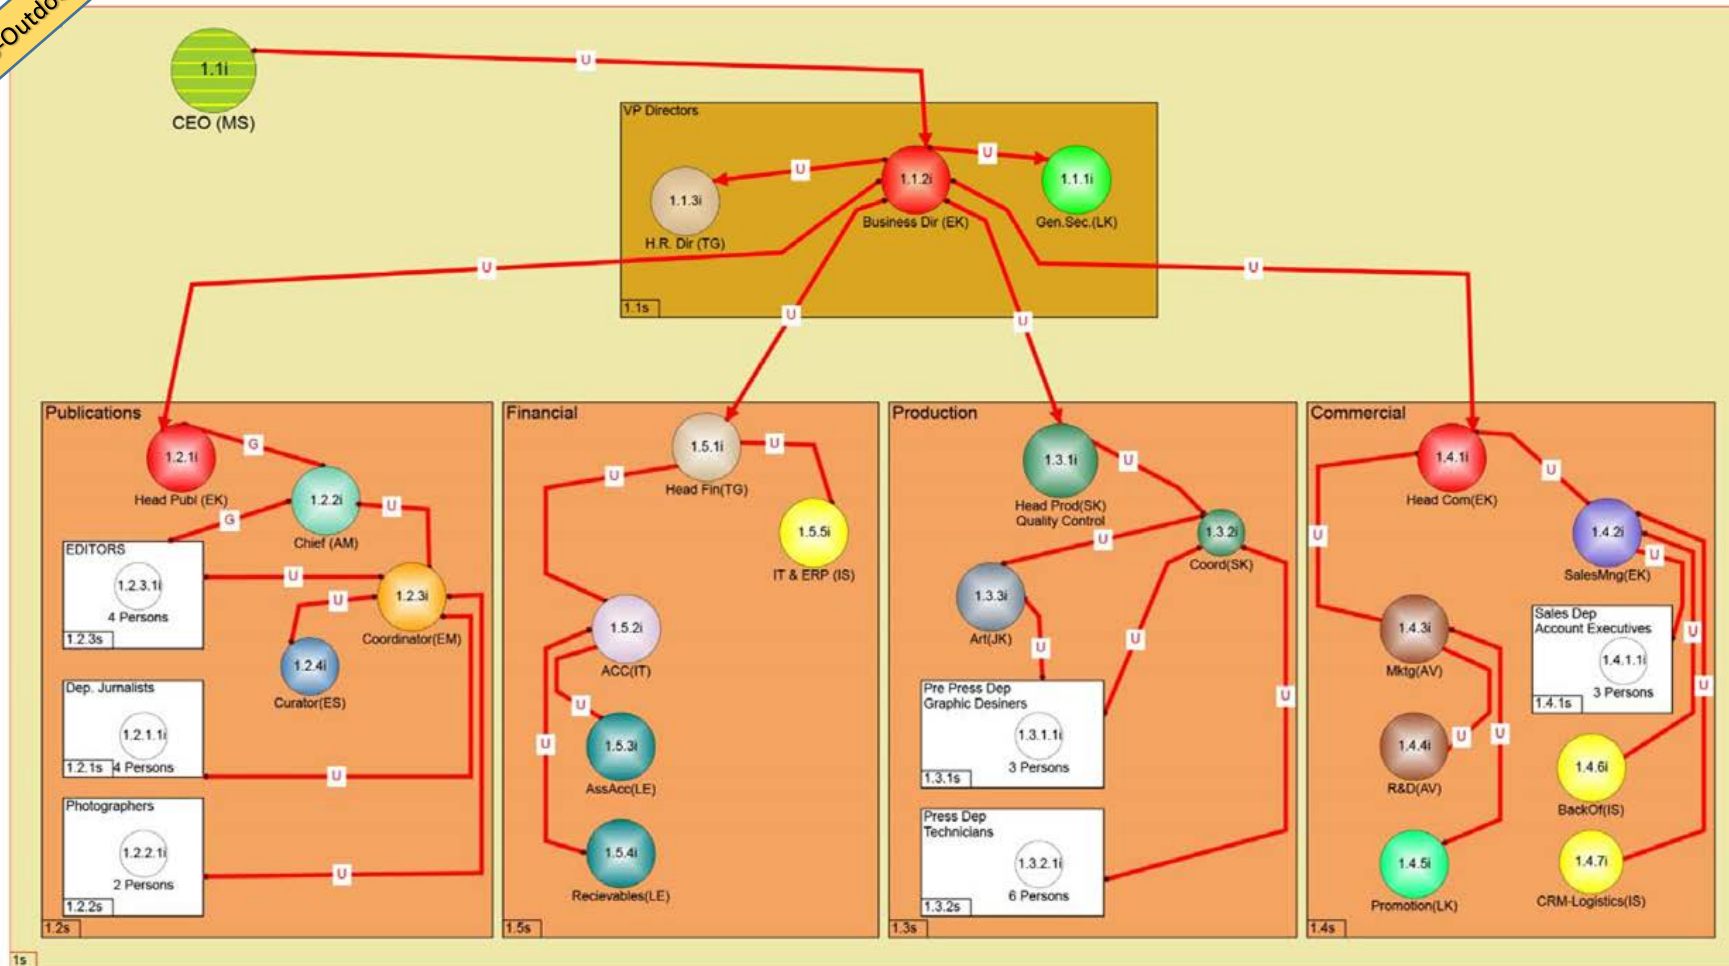 -Outdoo
1.1i
CEO (MS)
U
VP Directors
U
U
1.1.3i
1.1.2i
1.1.1i
H.R. Dir (TG)
Business Dir (EK)
Gen.Sec.(LK)
1.1s
U
U
U
U
Publications
1.2.1i
Head Publ (EK)
G
1.2.2i
Chief (AM)
G
U
EDITORS
1.2.3.1i
4 Persons
1.2.3s
U
U
1.2.3i
Coordinator(EM)
1.2.4i
Curator(ES)
Dep. Jurnalists
1.2.1.1i
1.2.1s
4 Persons
U
Photographers
1.2.2.1i
2 Persons
1.2.2s
U
1.2s
Financial
1.5.1i
Head Fin(TG)
U
U
1.5.5i
IT & ERP (IS)
1.5.2i
ACC(IT)
U
U
1.5.3i
AssAcc(LE)
1.5.4i
Recievables(LE)
1.5s
Production
1.3.1i
Head Prod(SK)
Quality Control
U
1.3.2i
Coord(SK)
U
1.3.3i
Art(JK)
U
U
U
Pre Press Dep
Graphic Desiners
1.3.1.1i
3 Persons
1.3.1s
Press Dep
Technicians
1.3.2.1i
6 Persons
1.3.2s
1.3s
Commercial
1.4.1i
Head Com(EK)
U
U
1.4.2i
SalesMng(EK)
U
U
U
Sales Dep
Account Executives
1.4.1.1i
3 Persons
1.4.1s
1.4.3i
Mktg(AV)
U
U
1.4.4i
R&D(AV)
1.4.6i
BackOf(IS)
1.4.5i
Promotion(LK)
1.4.7i
CRM-Logistics(IS)
1.4s
1s